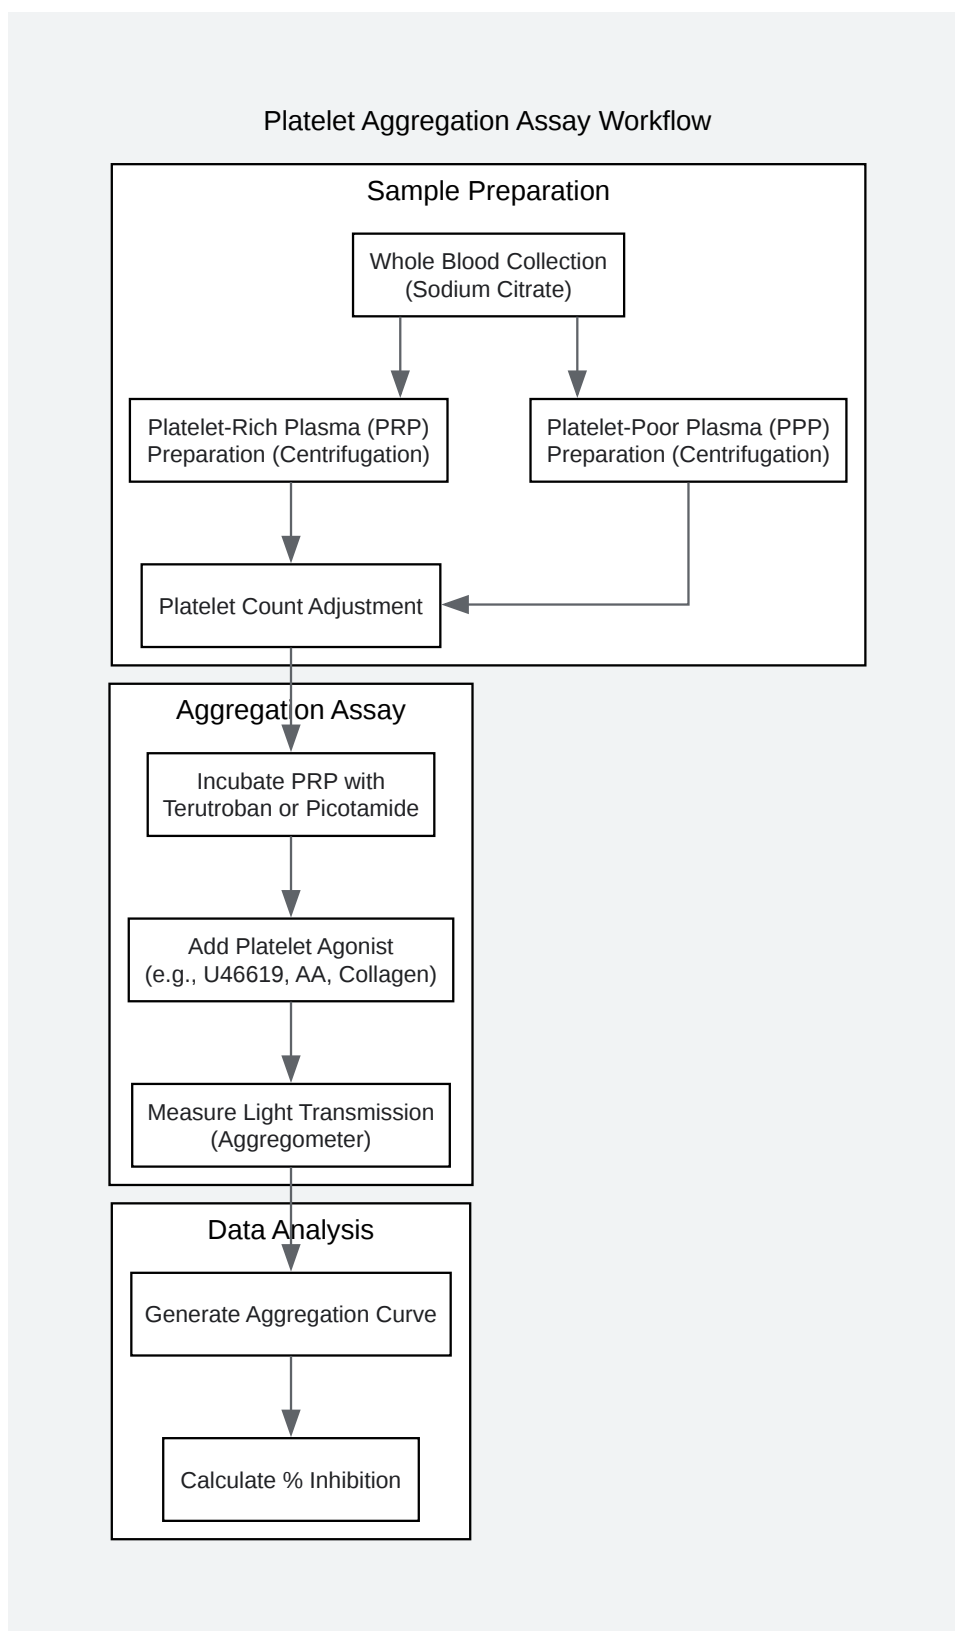 Platelet Aggregation Assay Workflow
Sample Preparation
Whole Blood Collection
(Sodium Citrate)
Platelet-Rich Plasma (PRP)
Preparation (Centrifugation)
Platelet-Poor Plasma (PPP)
Preparation (Centrifugation)
Platelet Count Adjustment
Aggregation Assay
Incubate PRP with
Terutroban or Picotamide
Add Platelet Agonist
(e.g., U46619, AA, Collagen)
Measure Light Transmission
(Aggregometer)
Data Analysis
Generate Aggregation Curve
Calculate % Inhibition